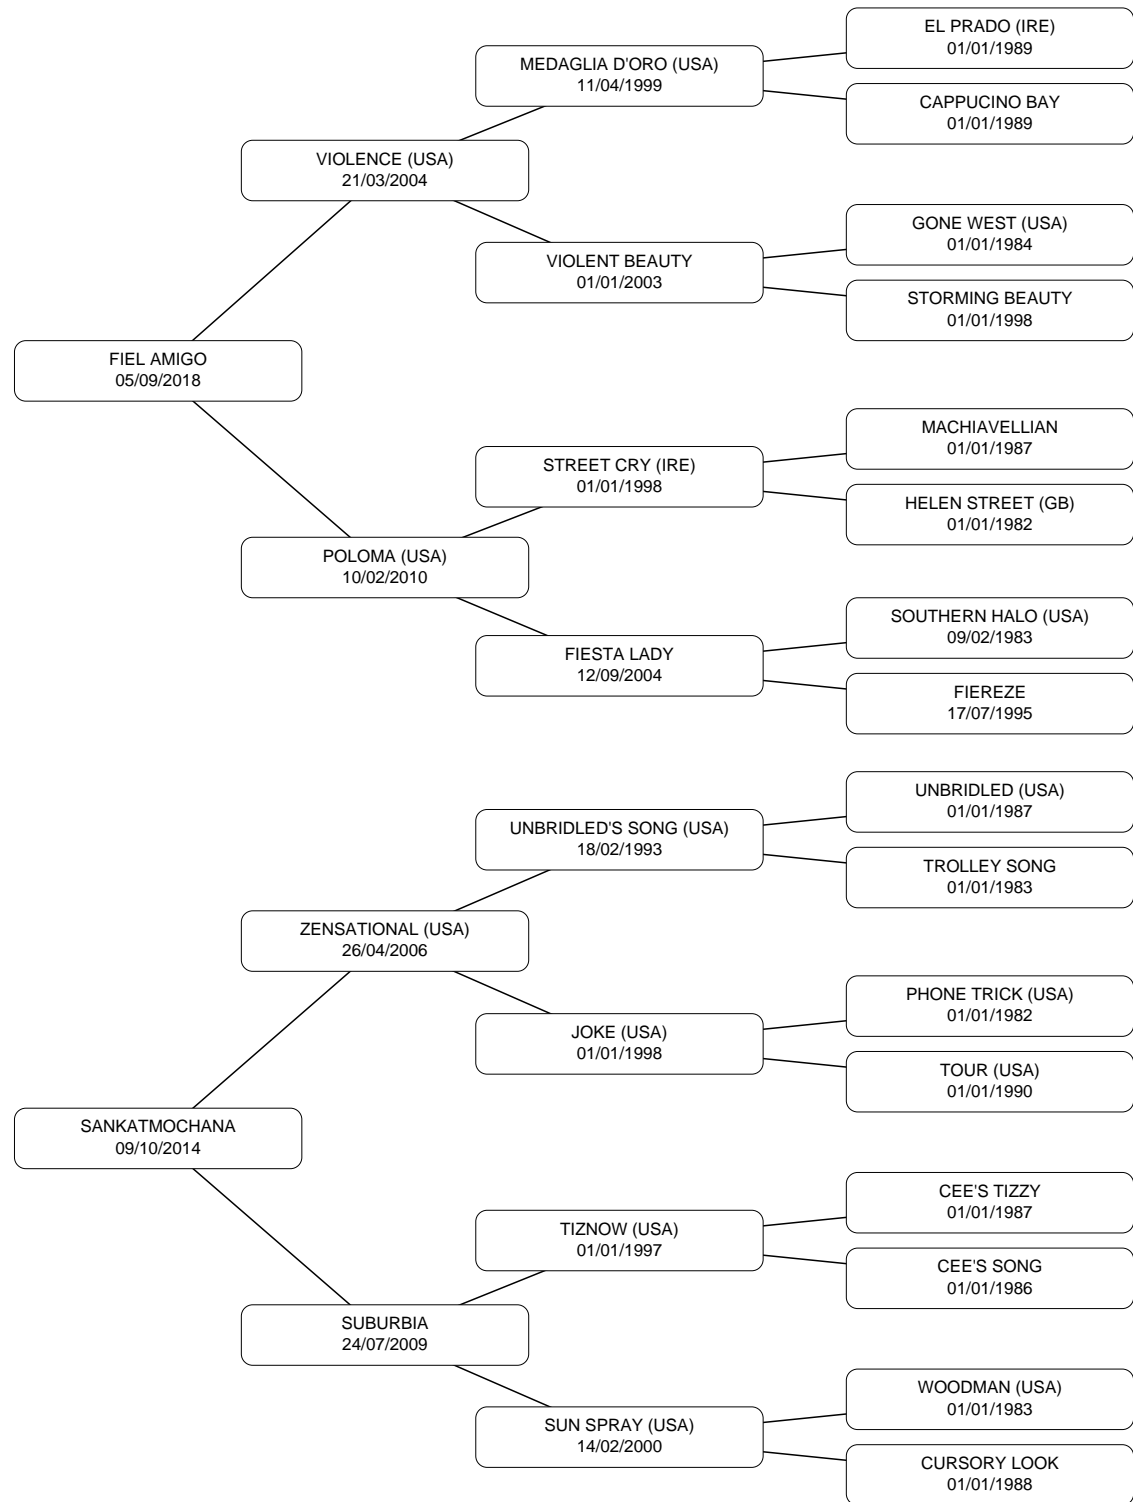 EL PRADO (IRE)
01/01/1989
MEDAGLIA D'ORO (USA)
11/04/1999
CAPPUCINO BAY
01/01/1989
VIOLENCE (USA)
21/03/2004
GONE WEST (USA)
01/01/1984
VIOLENT BEAUTY
01/01/2003
STORMING BEAUTY
01/01/1998
FIEL AMIGO
05/09/2018
MACHIAVELLIAN
01/01/1987
STREET CRY (IRE)
01/01/1998
HELEN STREET (GB)
01/01/1982
POLOMA (USA)
10/02/2010
SOUTHERN HALO (USA)
09/02/1983
FIESTA LADY
12/09/2004
FIEREZE
17/07/1995
UNBRIDLED (USA)
01/01/1987
UNBRIDLED'S SONG (USA)
18/02/1993
TROLLEY SONG
01/01/1983
ZENSATIONAL (USA)
26/04/2006
PHONE TRICK (USA)
01/01/1982
JOKE (USA)
01/01/1998
TOUR (USA)
01/01/1990
SANKATMOCHANA
09/10/2014
CEE'S TIZZY
01/01/1987
TIZNOW (USA)
01/01/1997
CEE'S SONG
01/01/1986
SUBURBIA
24/07/2009
WOODMAN (USA)
01/01/1983
SUN SPRAY (USA)
14/02/2000
CURSORY LOOK
01/01/1988